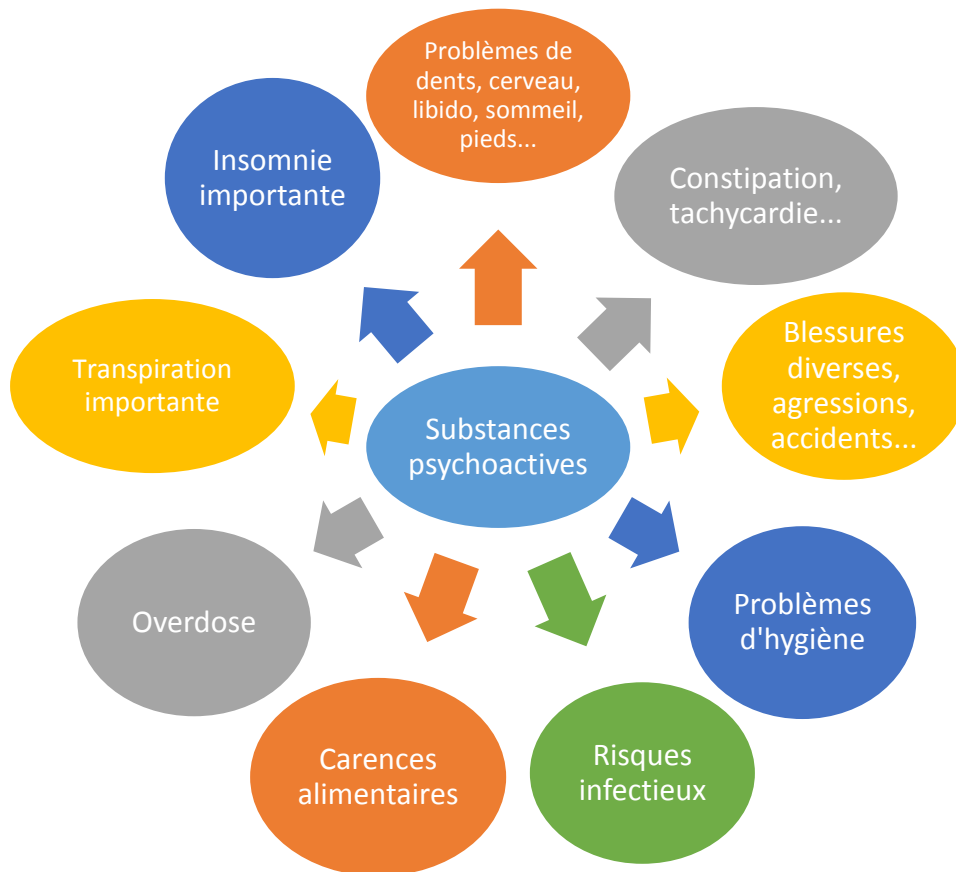 Problèmes de
dents, cerveau,
libido, sommeil,
pieds...
Constipation,
tachycardie...
Blessures
diverses,
agressions,
accidents...
Problèmes
d'hygiène
Risques
infectieux
Carences
alimentaires
Overdose
Transpiration
importante
Insomnie
importante
Substances
psychoactives